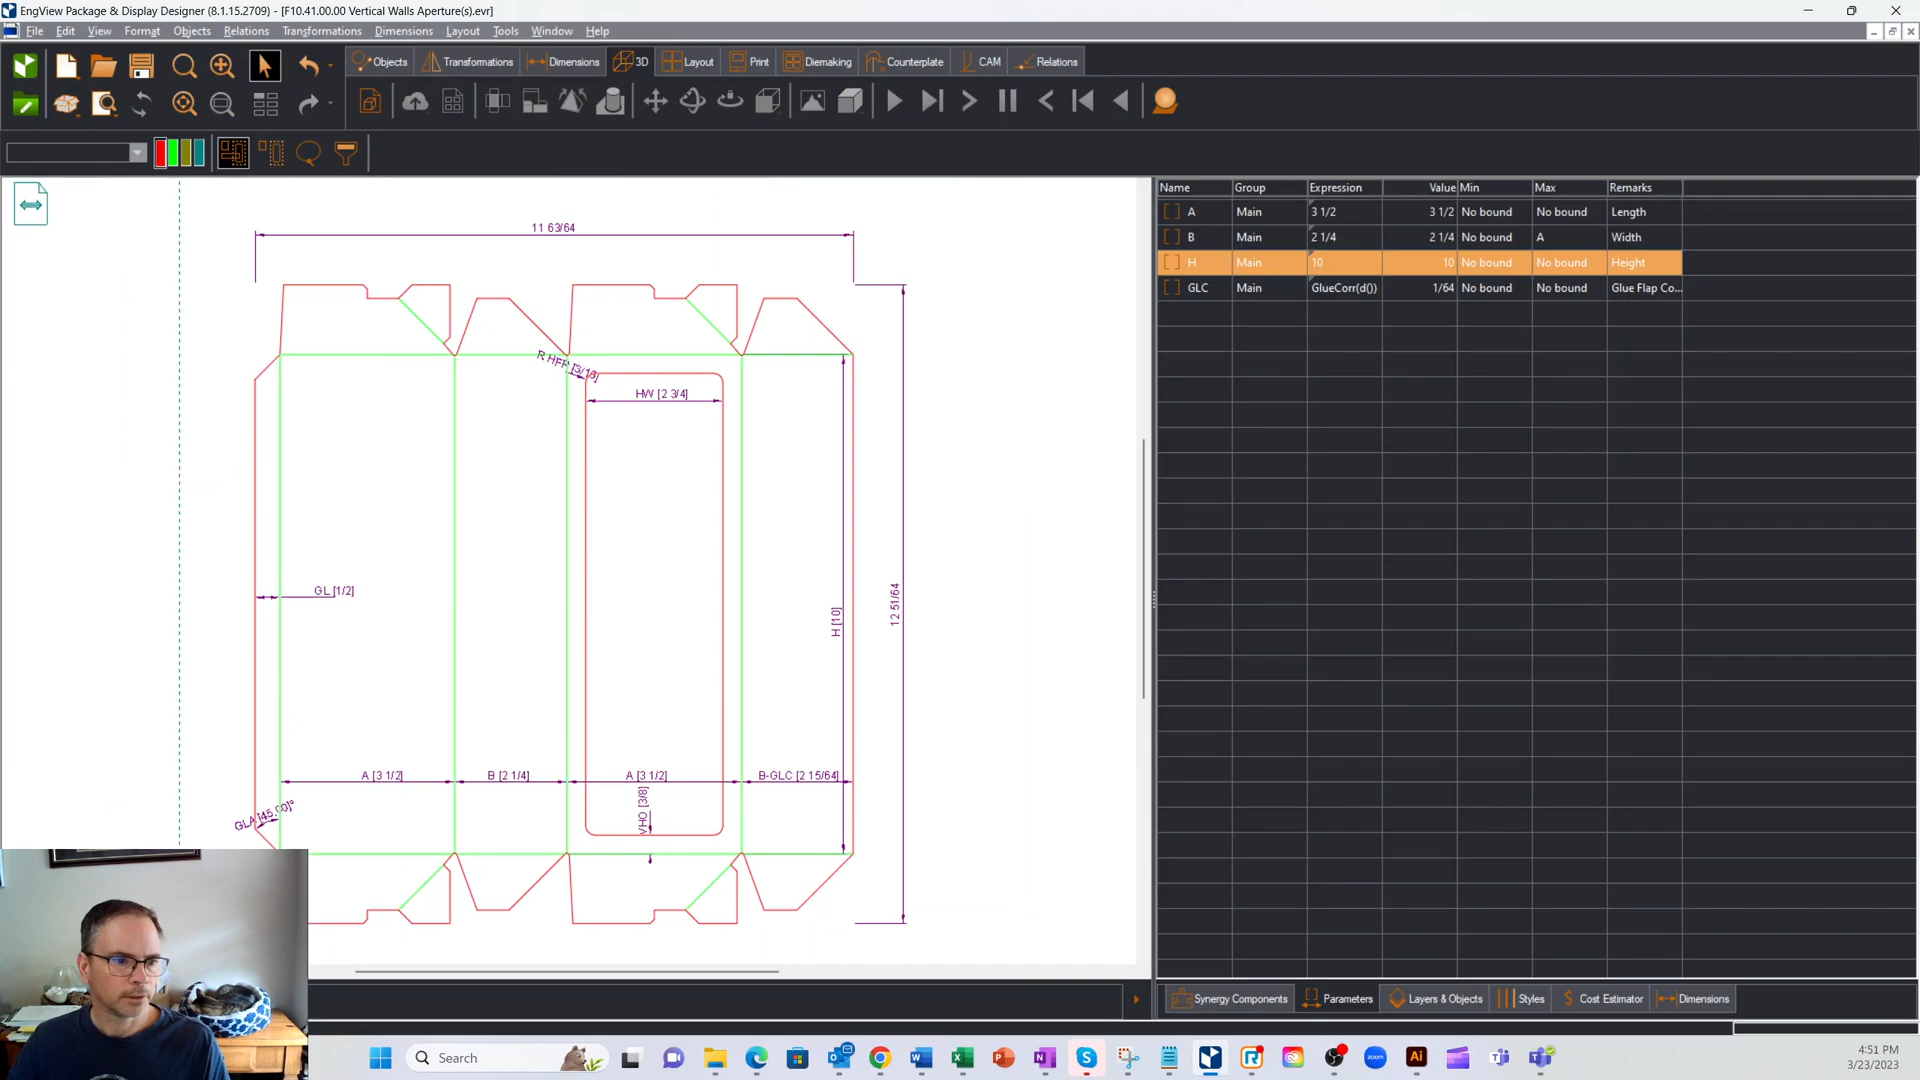 EngView Package & Display Designer (8.1.15.2709) - [F10.41.00.00 Vertical Walls Aperture(s).evr]
File Edit View Format Objects Relations Transformations Dimensions Layout Tools Window Help
Objects Transformations Dimensions 3D Layout Print Diemaking Counterplate CAM Relations
Name Group Expression Value Min Max Remarks
A Main 3 1/2 3 1/2 No bound No bound Length
B Main 2 1/4 2 1/4 No bound A Width
H Main 10 10 No bound No bound Height
GLC Main GlueCorr(d()) 1/64 No bound No bound Glue Flap Co...
11 63/64
R HFR [3/16]
HW [2 3/4]
GL [1/2]
H [10]
12 51/64
A [3 1/2] B [2 1/4] A [3 1/2] B-GLC [2 15/64]
VHO [3/8]
GLA [45.00]°
Synergy Components Parameters Layers & Objects Styles $ Cost Estimator Dimensions
Search
4:51 PM
3/23/2023